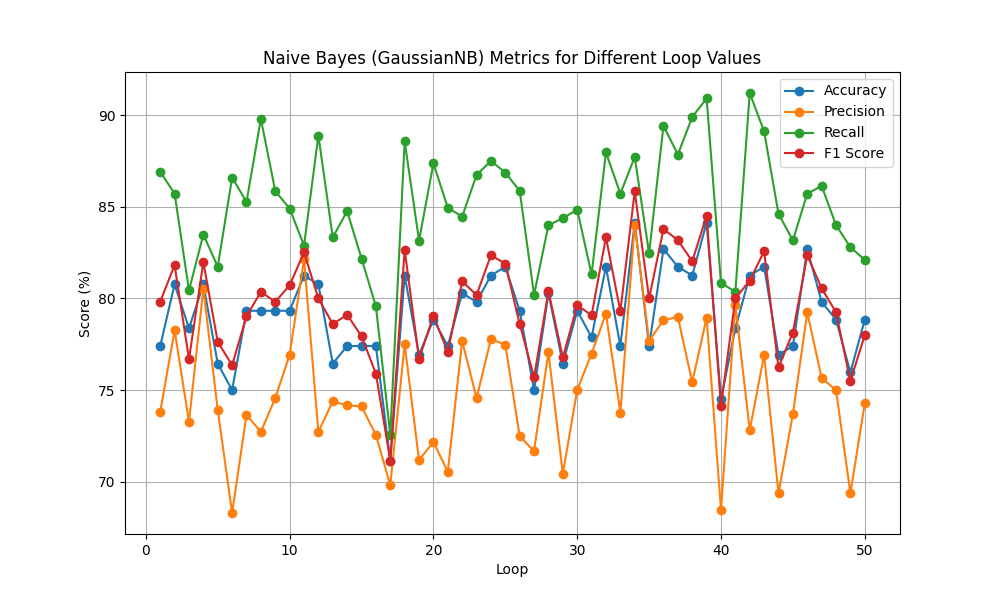 Naive Bayes (GaussianNB) Metrics for Different Loop Values
Accuracy
Precision
Recall
F1 Score
Score (%)
90
85
80
75
70
0 10 20 30 40 50
Loop